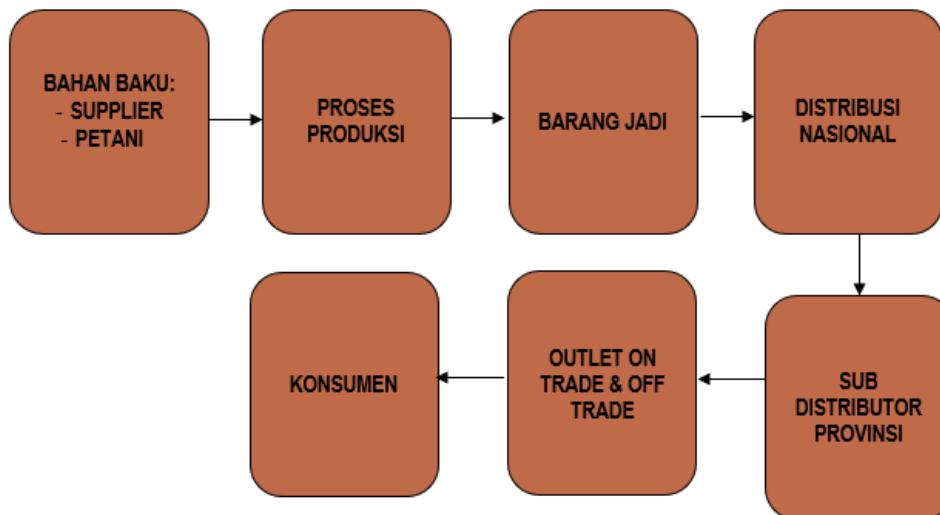 BAHAN BAKU:
- SUPPLIER
- PETANI
PROSES
PRODUKSI
BARANG JADI
DISTRIBUSI
NASIONAL
SUB
DISTRIBUTOR
PROVINSI
OUTLET ON
TRADE & OFF
TRADE
KONSUMEN